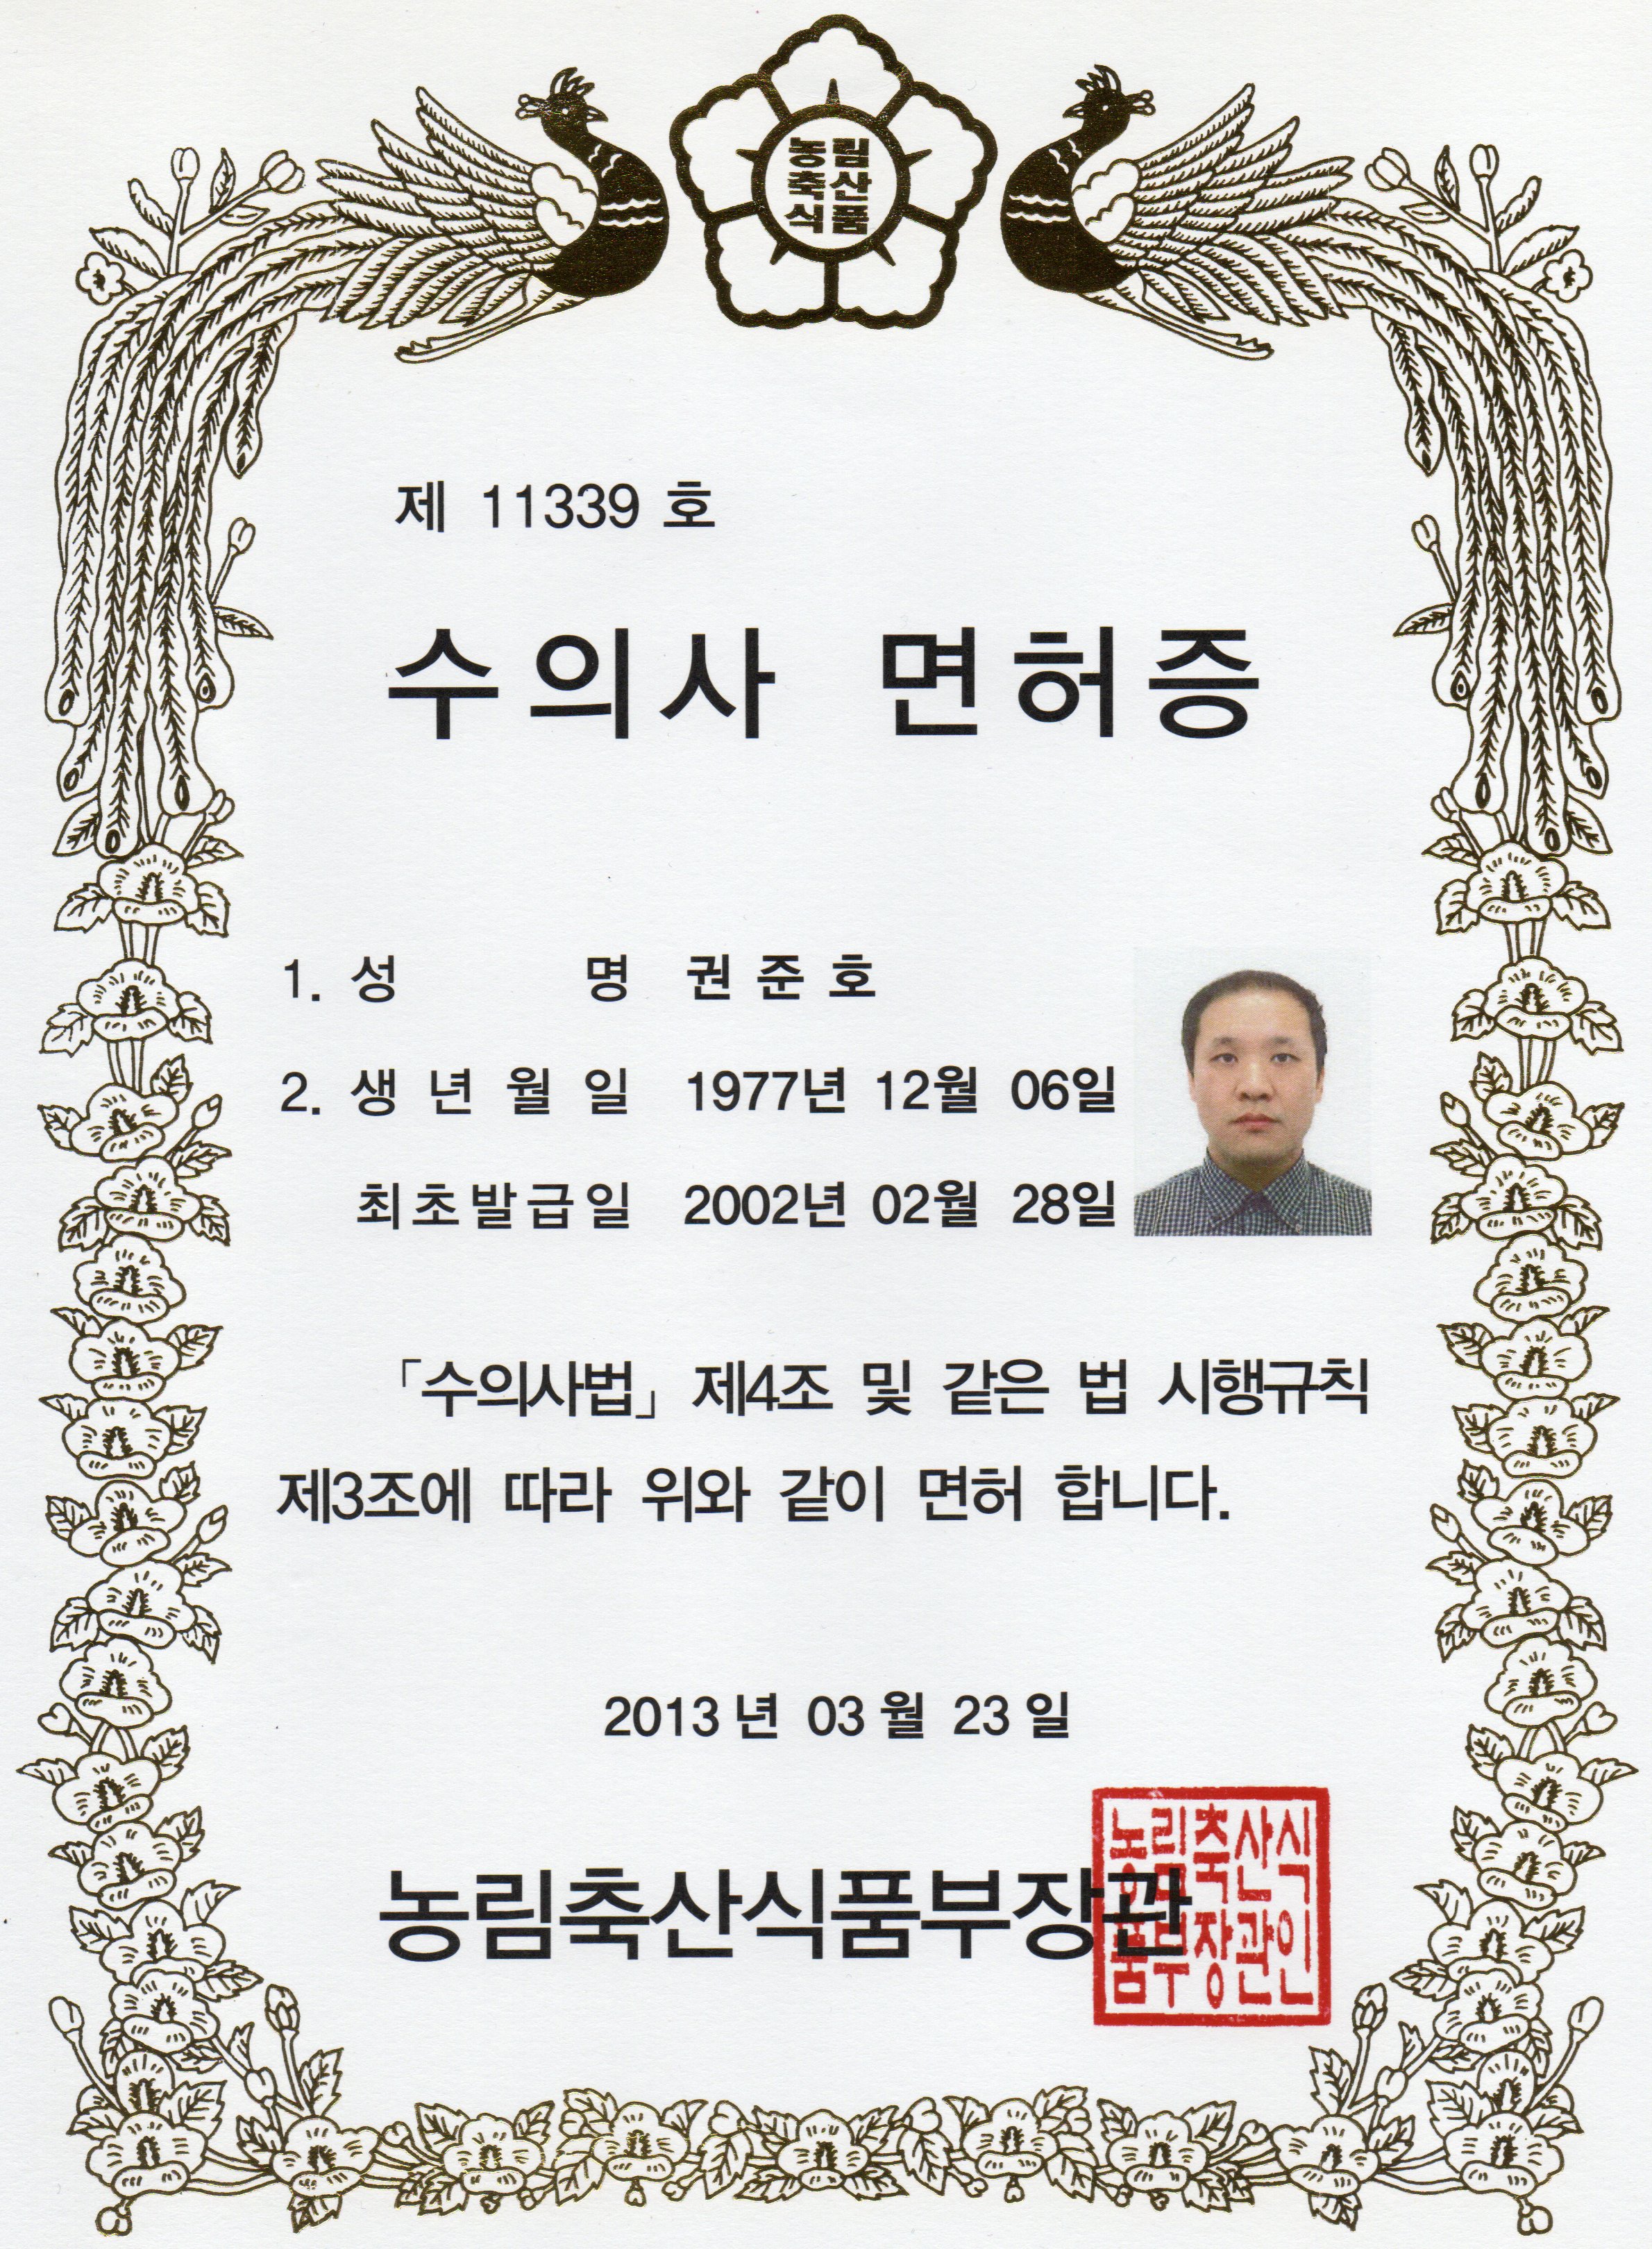 농림
축산
식품
제 11339 호
수의사 면허증
1. 성 명 권 준 호
2. 생 년 월 일 1977년 12월 06일
최초발급일 2002년 02월 28일
「수의사법」 제4조 및 같은 법 시행규칙
제3조에 따라 위와 같이 면허 합니다.
2013 년 03 월 23 일
농림축산식품부장관
농림축산식
품부장관인